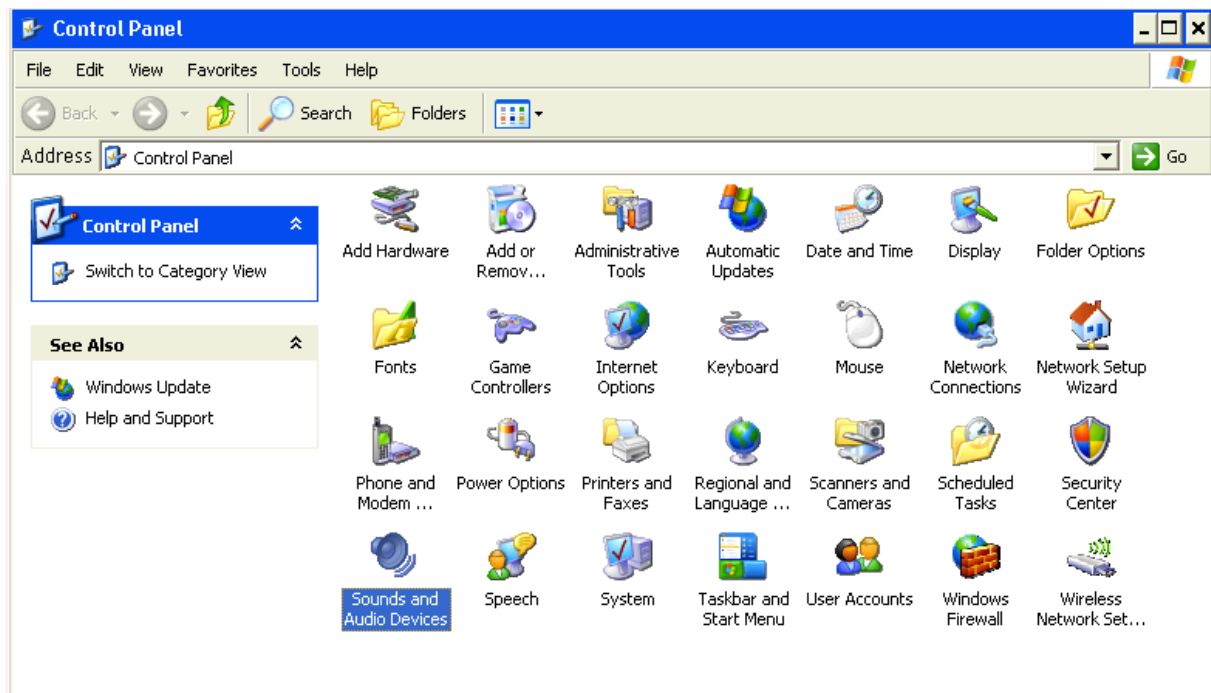 Control Panel
File Edit View Favorites Tools Help
Back Search Folders
Address Control Panel Go
Control Panel
Switch to Category View
See Also
Windows Update
Help and Support
Add Hardware
Add or
Remov...
Administrative
Tools
Automatic
Updates
Date and Time
Display
Folder Options
Fonts
Game
Controllers
Internet
Options
Keyboard
Mouse
Network
Connections
Network Setup
Wizard
Phone and
Modem ...
Power Options
Printers and
Faxes
Regional and
Language ...
Scanners and
Cameras
Scheduled
Tasks
Security
Center
Sounds and
Audio Devices
Speech
System
Taskbar and
Start Menu
User Accounts
Windows
Firewall
Wireless
Network Set...